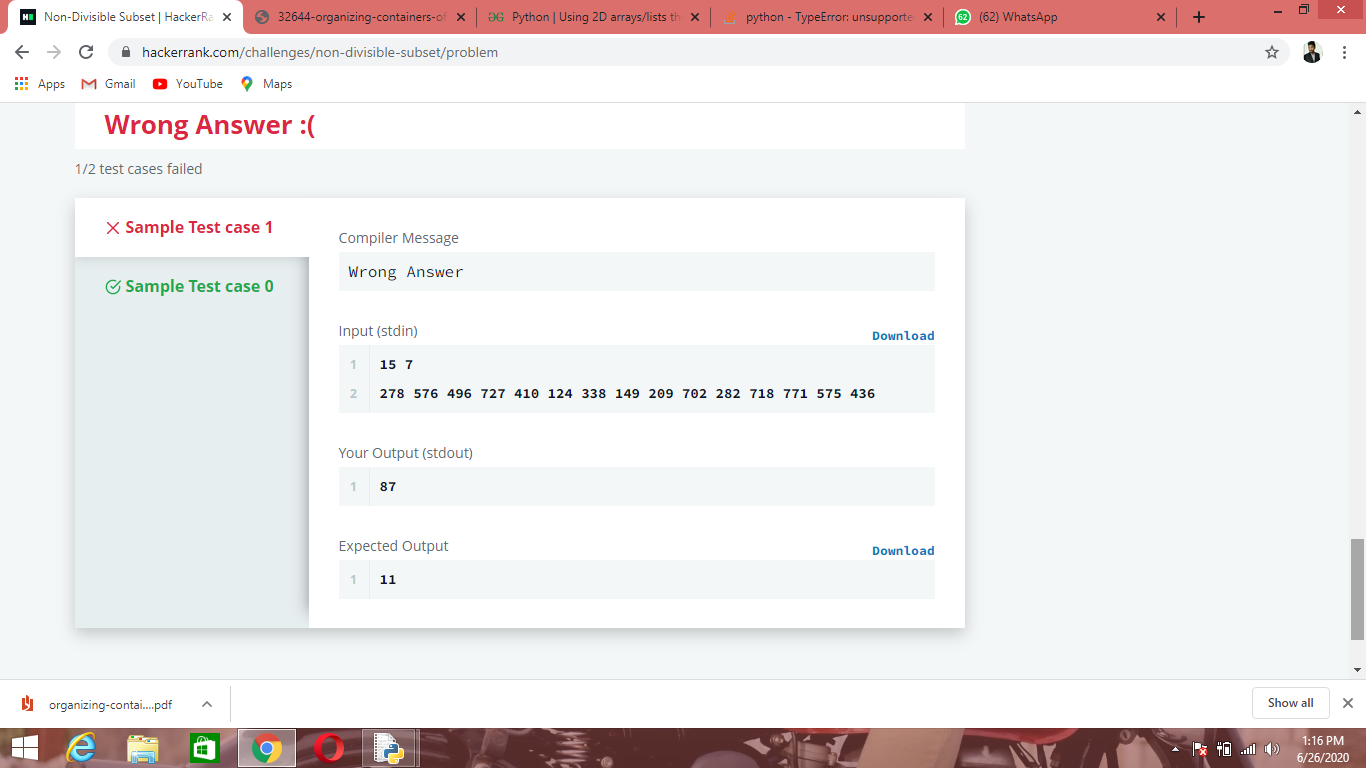 Non-Divisible Subset | HackerRa
32644-organizing-containers-of
Python | Using 2D arrays/lists th
python - TypeError: unsupporte
62
(62) WhatsApp
hackerrank.com/challenges/non-divisible-subset/problem
Apps
Gmail
YouTube
Maps
Wrong Answer :(
1/2 test cases failed
Sample Test case 1
Sample Test case 0
Compiler Message
Wrong Answer
Input (stdin)
Download
1 15 7
2 278 576 496 727 410 124 338 149 209 702 282 718 771 575 436
Your Output (stdout)
1 87
Expected Output
Download
1 11
organizing-contai....pdf
Show all
1:16 PM
6/26/2020